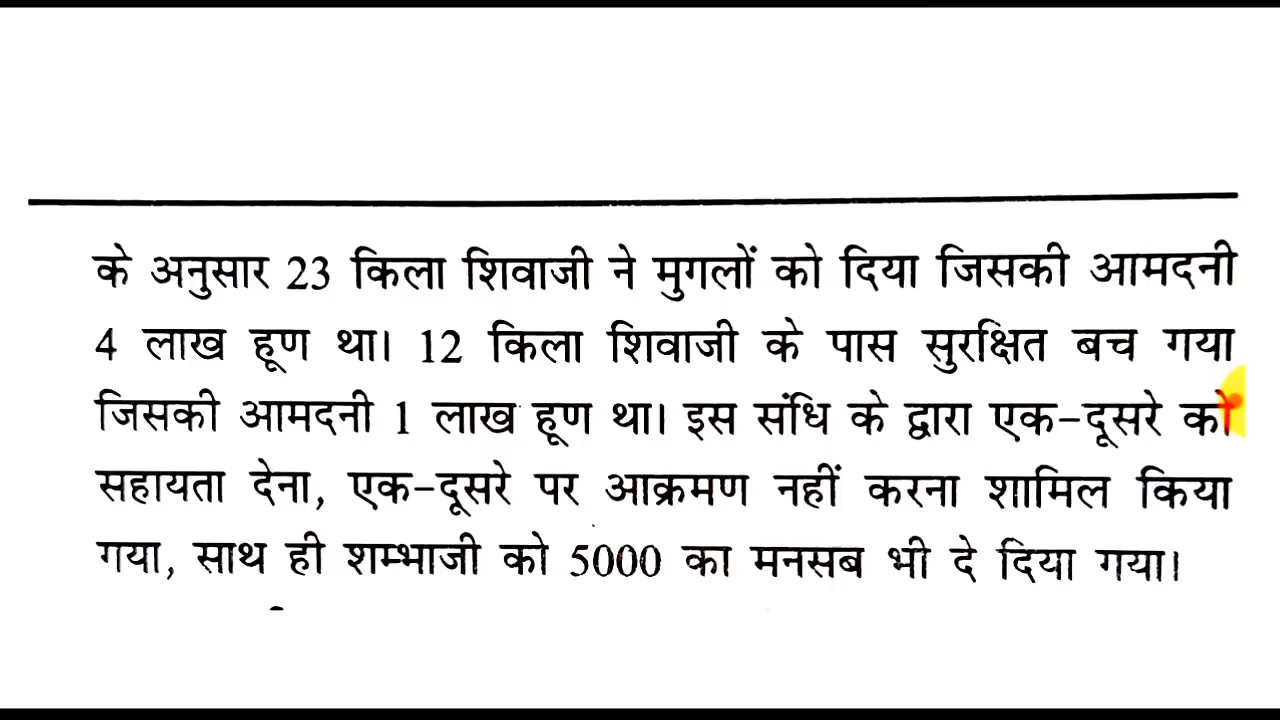 के अनुसार 23 किला शिवाजी ने मुगलों को दिया जिसकी आमदनी
4 लाख हूण था। 12 किला शिवाजी के पास सुरक्षित बच गया
जिसकी आमदनी 1 लाख हूण था। इस संधि के द्वारा एक-दूसरे को
सहायता देना, एक-दूसरे पर आक्रमण नहीं करना शामिल किया
गया, साथ ही शम्भाजी को 5000 का मनसब भी दे दिया गया।